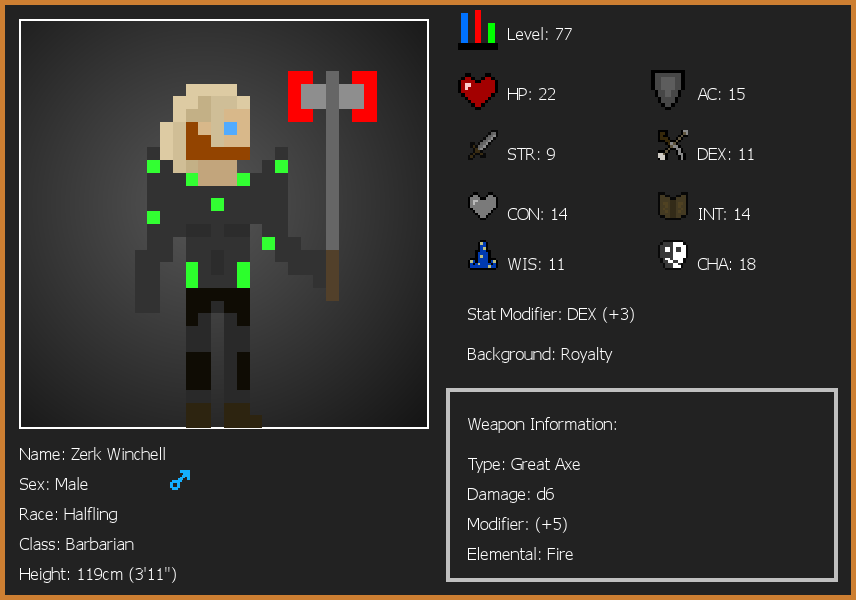 Level: 77
HP: 22
AC: 15
STR: 9
DEX: 11
CON: 14
INT: 14
WIS: 11
CHA: 18
Stat Modifier: DEX (+3)
Background: Royalty
Weapon Information:
Type: Great Axe
Damage: d6
Modifier: (+5)
Elemental: Fire
Name: Zerk Winchell
Sex: Male
Race: Halfling
Class: Barbarian
Height: 119cm (3'11")